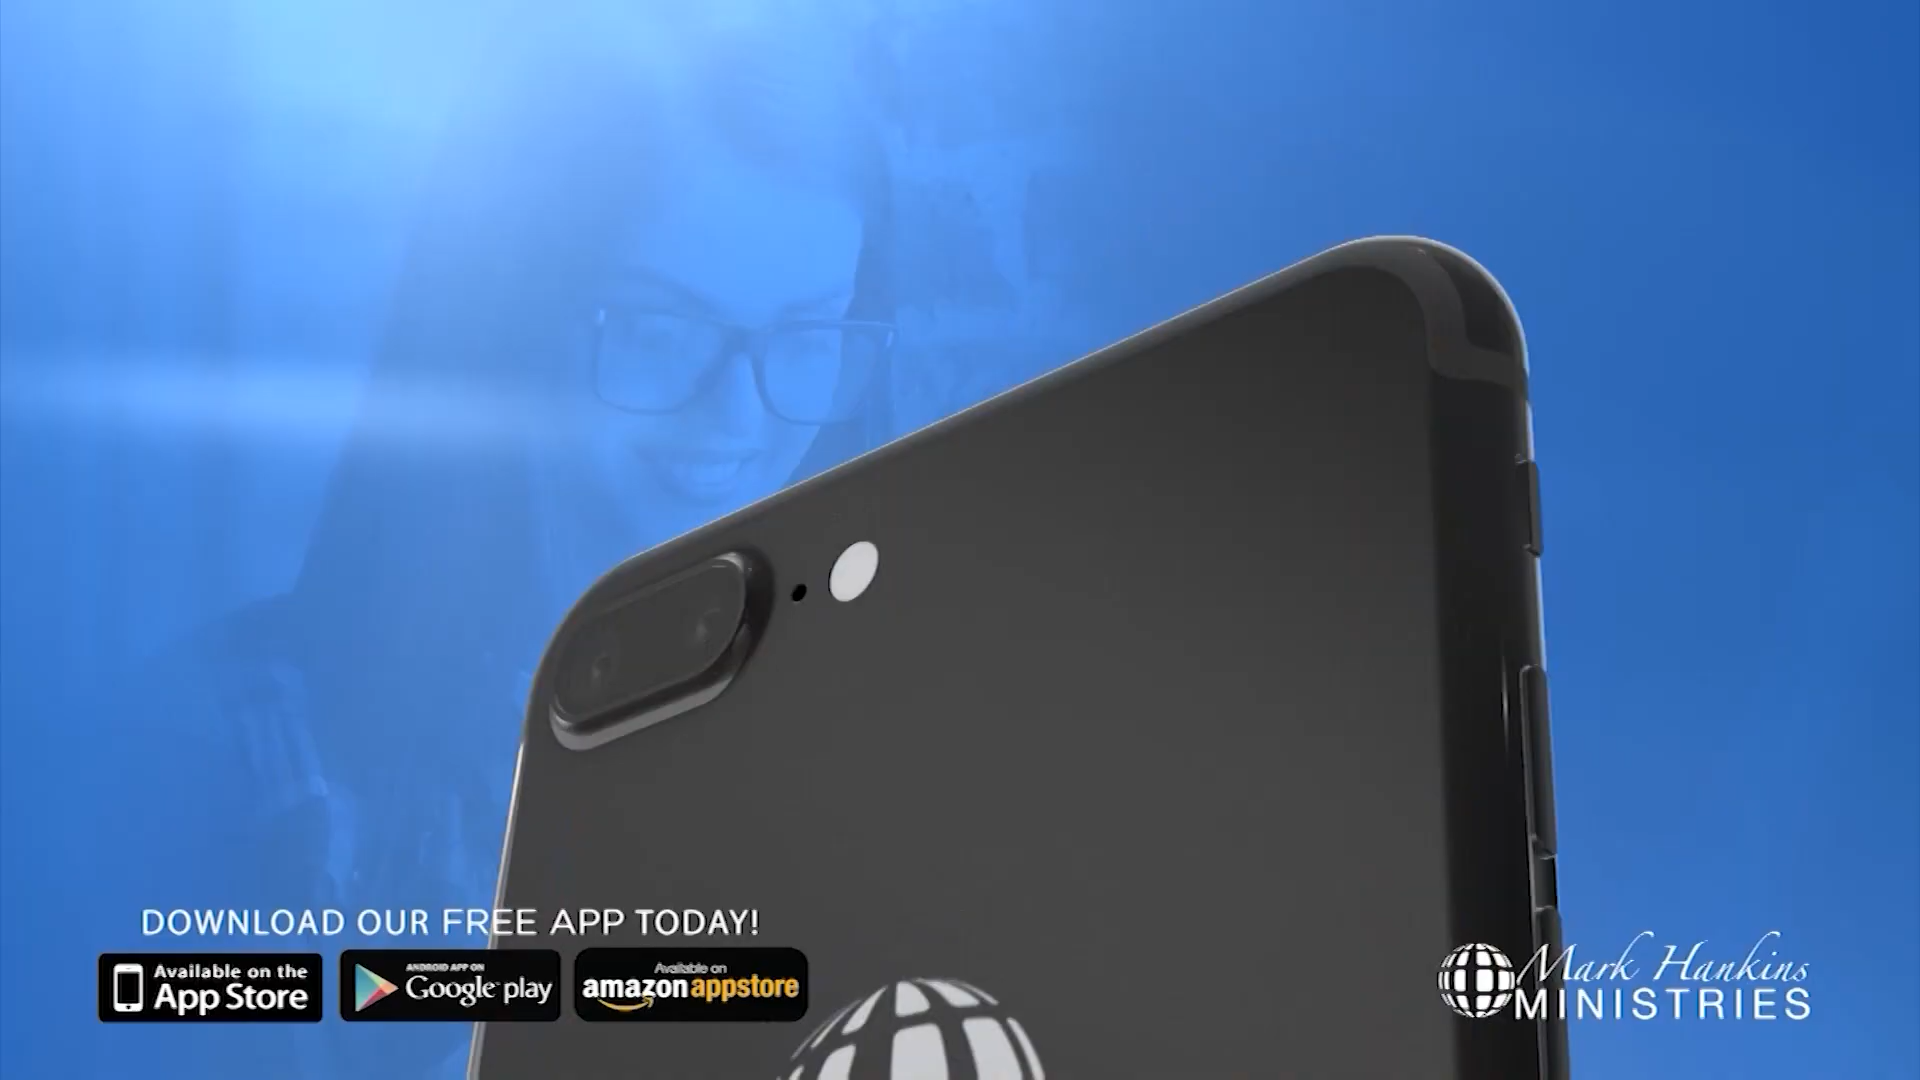 DOWNLOAD OUR FREE APP TODAY!
Available on the
App Store
ANDROID APP ON
Google play
Available on
amazon appstore
Mark Hankins
MINISTRIES